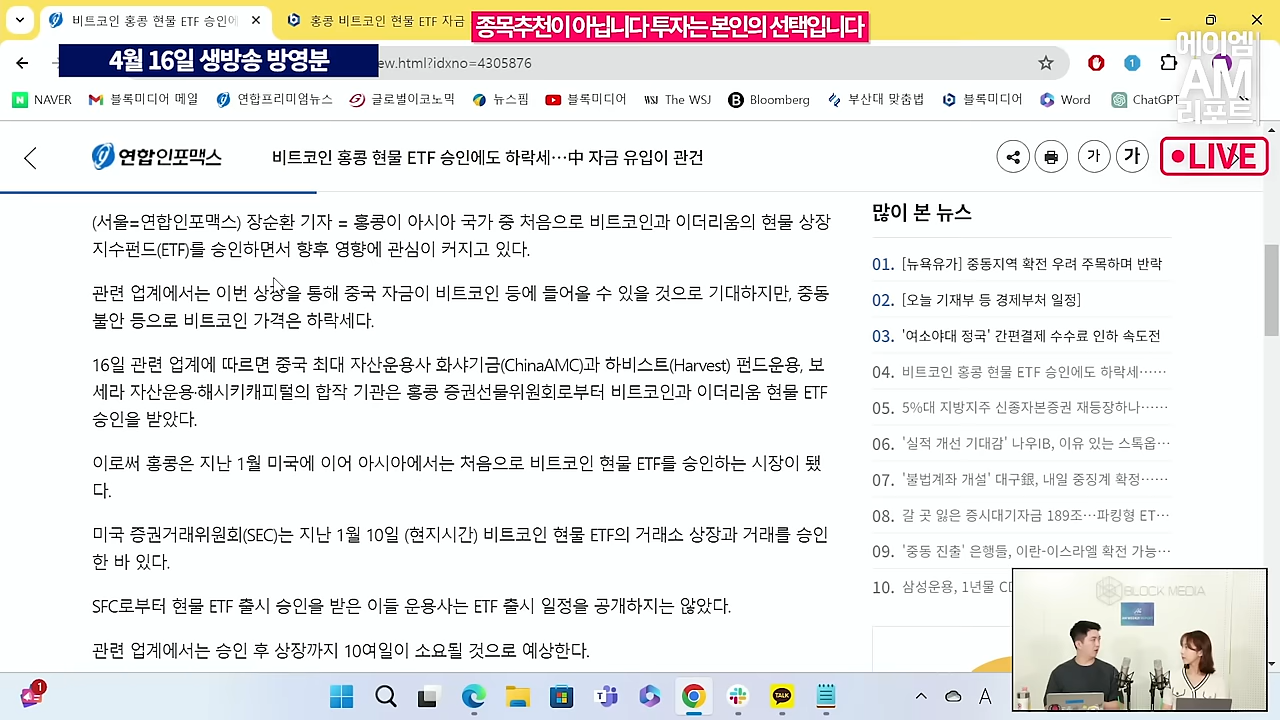 비트코인 홍콩 현물 ETF 승인에
홍콩 비트코인 현물 ETF 자금
종목추천이 아닙니다 투자는 본인의 선택입니다
4월 16일 생방송 방영분
ew.html?idxno=4305876
에이엠
AM
리포트
NAVER
블록미디어 메일
연합프리미엄뉴스
글로벌이코노믹
뉴스핌
블록미디어
WSJ The WSJ
Bloomberg
부산대 맞춤법
블록미디어
Word
ChatGPT
연합인포맥스
비트코인 홍콩 현물 ETF 승인에도 하락세…中 자금 유입이 관건
가 가
LIVE
(서울=연합인포맥스) 장순환 기자 = 홍콩이 아시아 국가 중 처음으로 비트코인과 이더리움의 현물 상장
지수펀드(ETF)를 승인하면서 향후 영향에 관심이 커지고 있다.
관련 업계에서는 이번 상장을 통해 중국 자금이 비트코인 등에 들어올 수 있을 것으로 기대하지만, 중동
불안 등으로 비트코인 가격은 하락세다.
16일 관련 업계에 따르면 중국 최대 자산운용사 화샤기금(ChinaAMC)과 하비스트(Harvest) 펀드운용, 보
세라 자산운용·해시키캐피털의 합작 기관은 홍콩 증권선물위원회로부터 비트코인과 이더리움 현물 ETF
승인을 받았다.
이로써 홍콩은 지난 1월 미국에 이어 아시아에서는 처음으로 비트코인 현물 ETF를 승인하는 시장이 됐
다.
미국 증권거래위원회(SEC)는 지난 1월 10일 (현지시간) 비트코인 현물 ETF의 거래소 상장과 거래를 승인
한 바 있다.
SFC로부터 현물 ETF 출시 승인을 받은 이들 운용사는 ETF 출시 일정을 공개하지는 않았다.
관련 업계에서는 승인 후 상장까지 10여일이 소요될 것으로 예상한다.
많이 본 뉴스
01. [뉴욕유가] 중동지역 확전 우려 주목하며 반락
02. [오늘 기재부 등 경제부처 일정]
03. '여소야대 정국' 간편결제 수수료 인하 속도전
04. 비트코인 홍콩 현물 ETF 승인에도 하락세……
05. 5%대 지방지주 신종자본증권 재등장하나……
06. '실적 개선 기대감' 나우IB, 이유 있는 스톡옵…
07. '불법계좌 개설' 대구銀, 내일 중징계 확정……
08. 갈 곳 잃은 증시대기자금 189조…파킹형 ET…
09. '중동 진출' 은행들, 이란-이스라엘 확전 가능…
10. 삼성운용, 1년물 CD
BLOCK MEDIA
1
TALK
A